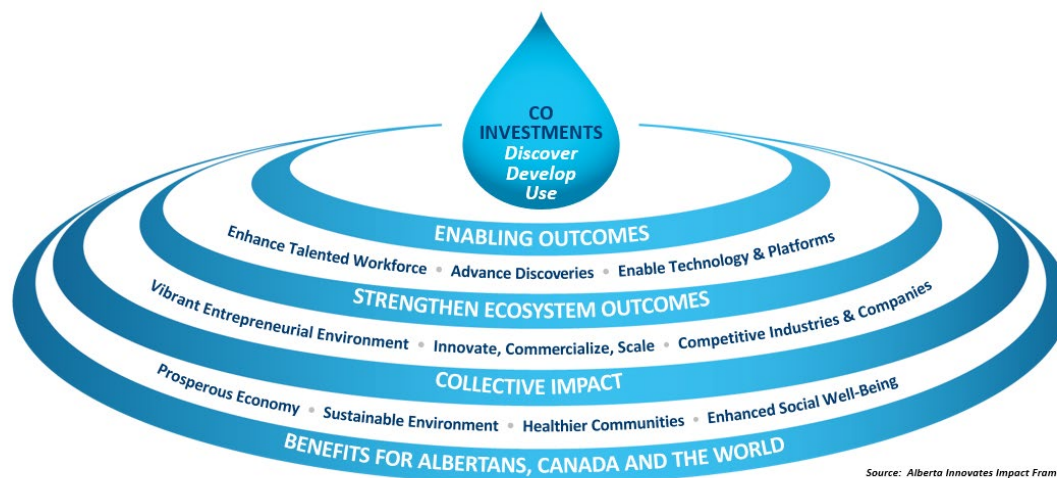 CO
INVESTMENTS
Discover
Develop
Use
ENABLING OUTCOMES
Enhance Talented Workforce • Advance Discoveries • Enable Technology & Platforms
STRENGTHEN ECOSYSTEM OUTCOMES
Vibrant Entrepreneurial Environment • Innovate, Commercialize, Scale • Competitive Industries & Companies
COLLECTIVE IMPACT
Prosperous Economy • Sustainable Environment • Healthier Communities • Enhanced Social Well-Being
BENEFITS FOR ALBERTANS, CANADA AND THE WORLD
Source: Alberta Innovates Impact Fram